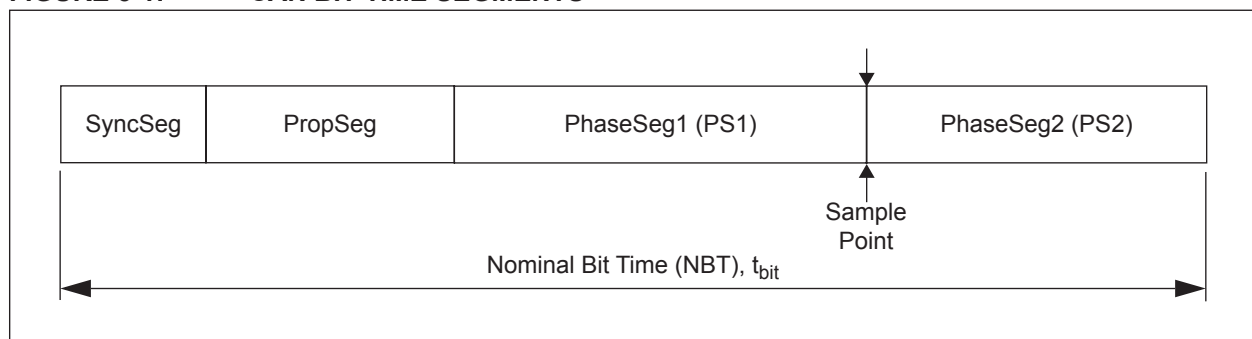 SyncSeg
PropSeg
PhaseSeg1 (PS1)
PhaseSeg2 (PS2)
Sample
Point
Nominal Bit Time (NBT), tbit